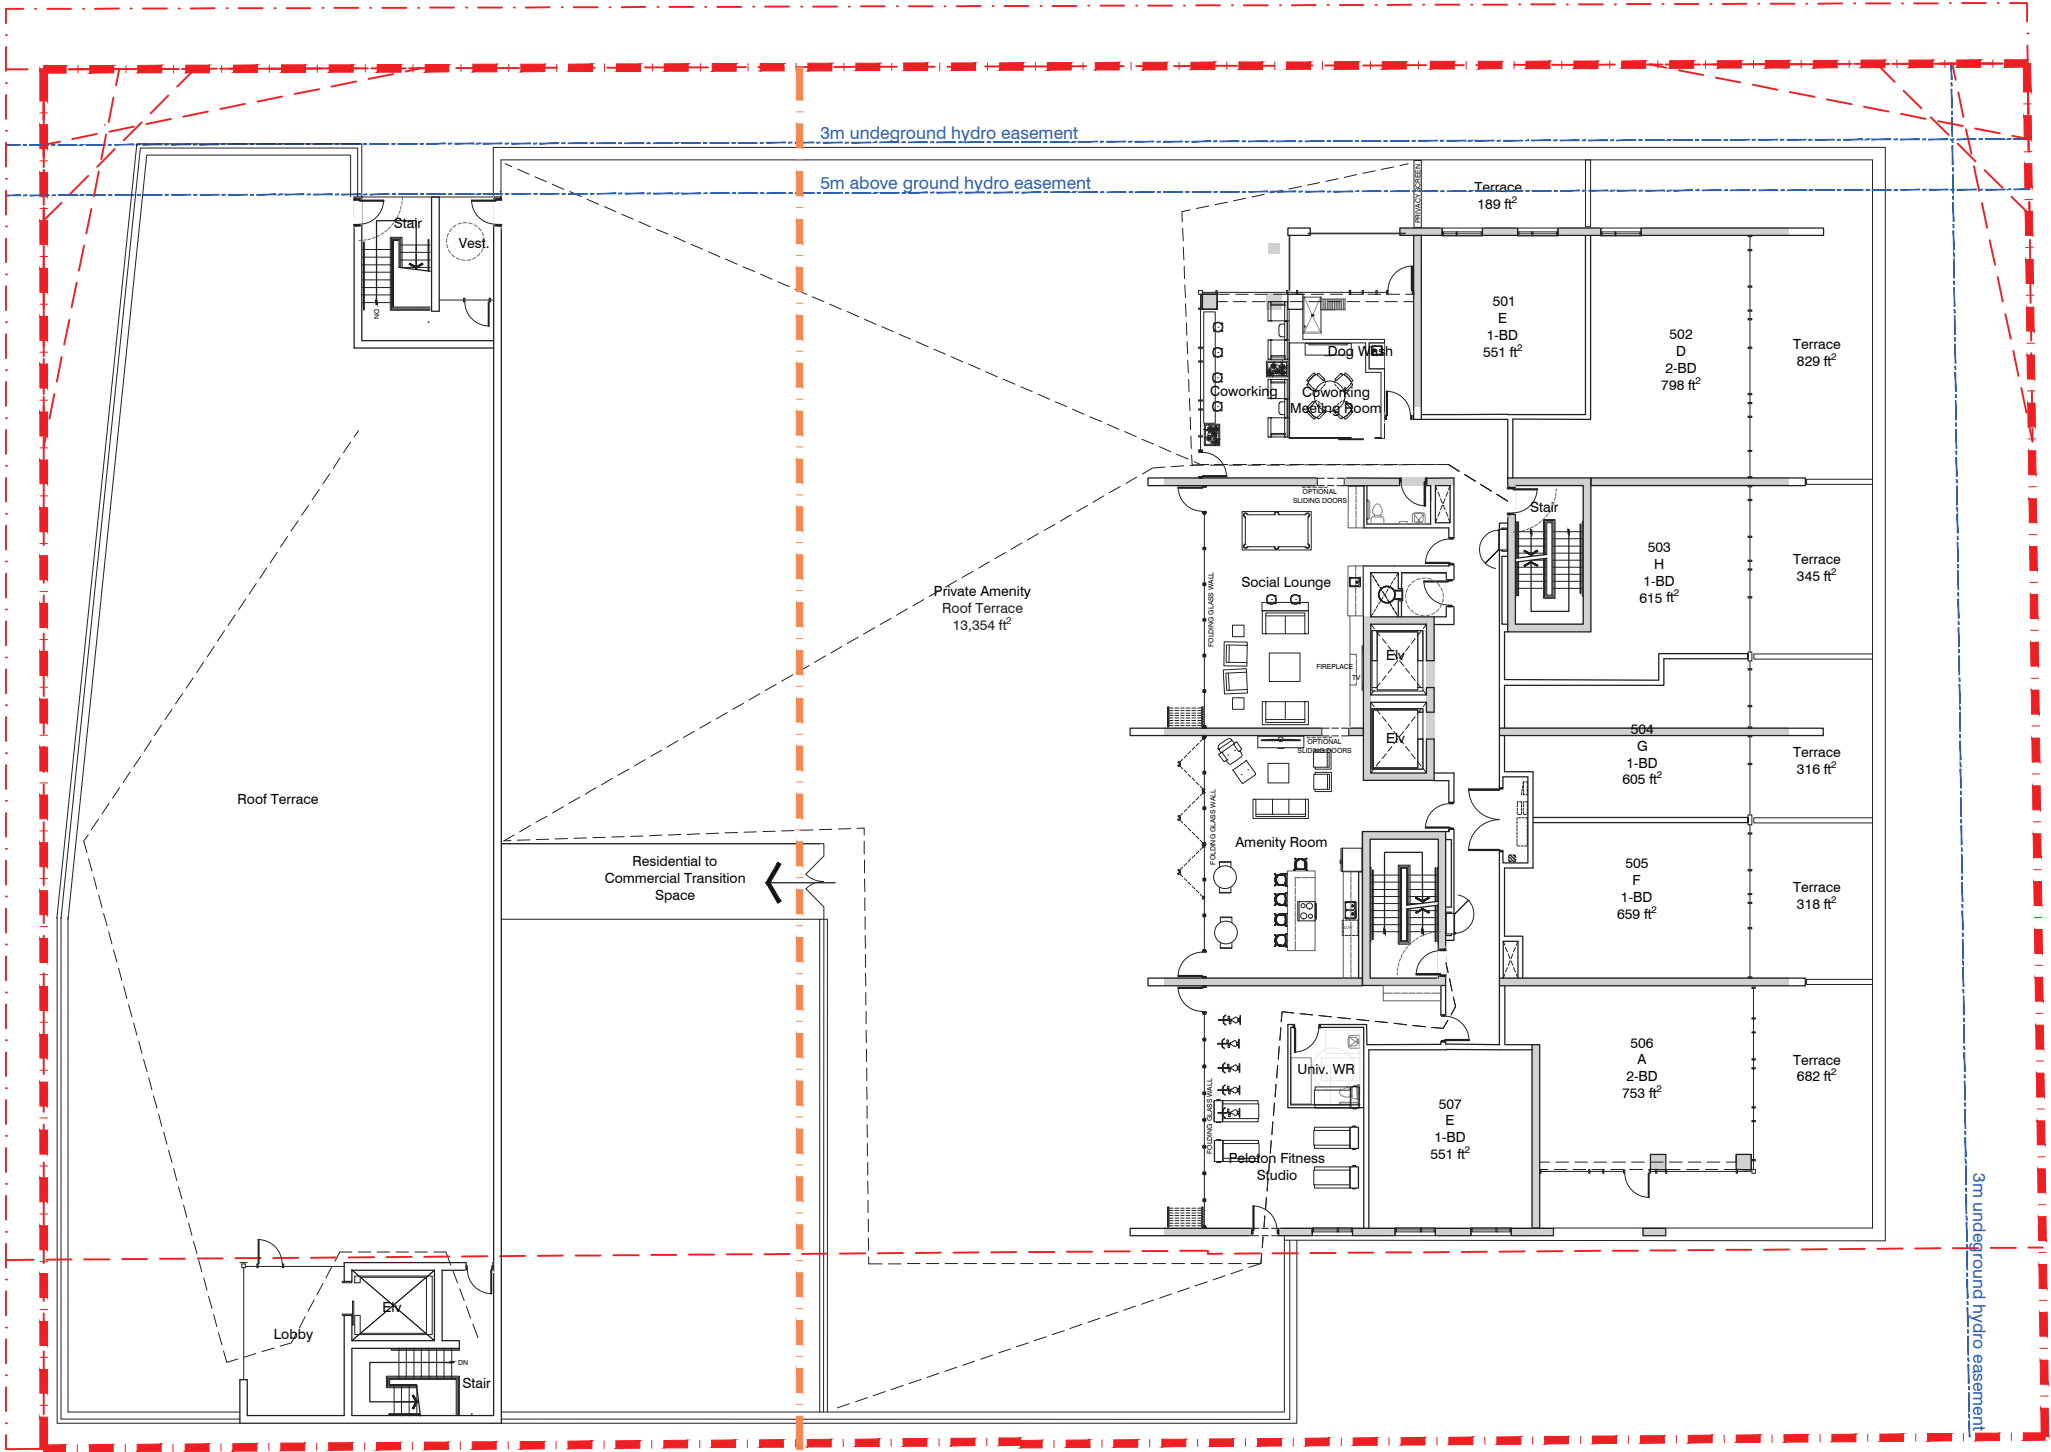 3m undeground hydro easement
5m above ground hydro easement
Stair
Vest.
DN
PRIVACY SCREEN
Terrace
189 ft²
501
E
1-BD
551 ft²
502
D
2-BD
798 ft²
Terrace
829 ft²
Dog Wash
Coworking
Coworking
Meeting Room
OPTIONAL
SLIDING DOORS
Stair
Social Lounge
FOLDING GLASS WALL
503
H
1-BD
615 ft²
Terrace
345 ft²
Private Amenity
Roof Terrace
13,354 ft²
Elv
FIREPLACE
TV
Elv
OPTIONAL
SLIDING DOORS
504
G
1-BD
605 ft²
Terrace
316 ft²
Roof Terrace
FOLDING GLASS WALL
Amenity Room
Residential to
Commercial Transition
Space
505
F
1-BD
659 ft²
Terrace
318 ft²
506
A
2-BD
753 ft²
Terrace
682 ft²
Univ. WR
FOLDING GLASS WALL
507
E
1-BD
551 ft²
Peloton Fitness
Studio
3m undeground hydro easement
Elv
Lobby
DN
Stair